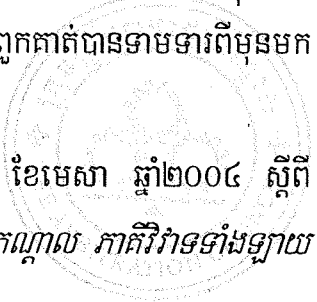 ពួកគាត់បានទាមទារពីមុនមក
ខែមេសា ឆ្នាំ២០០៤ ស្តីពី
កណ្តាល ភាគីវិវាទទាំងឡាយ